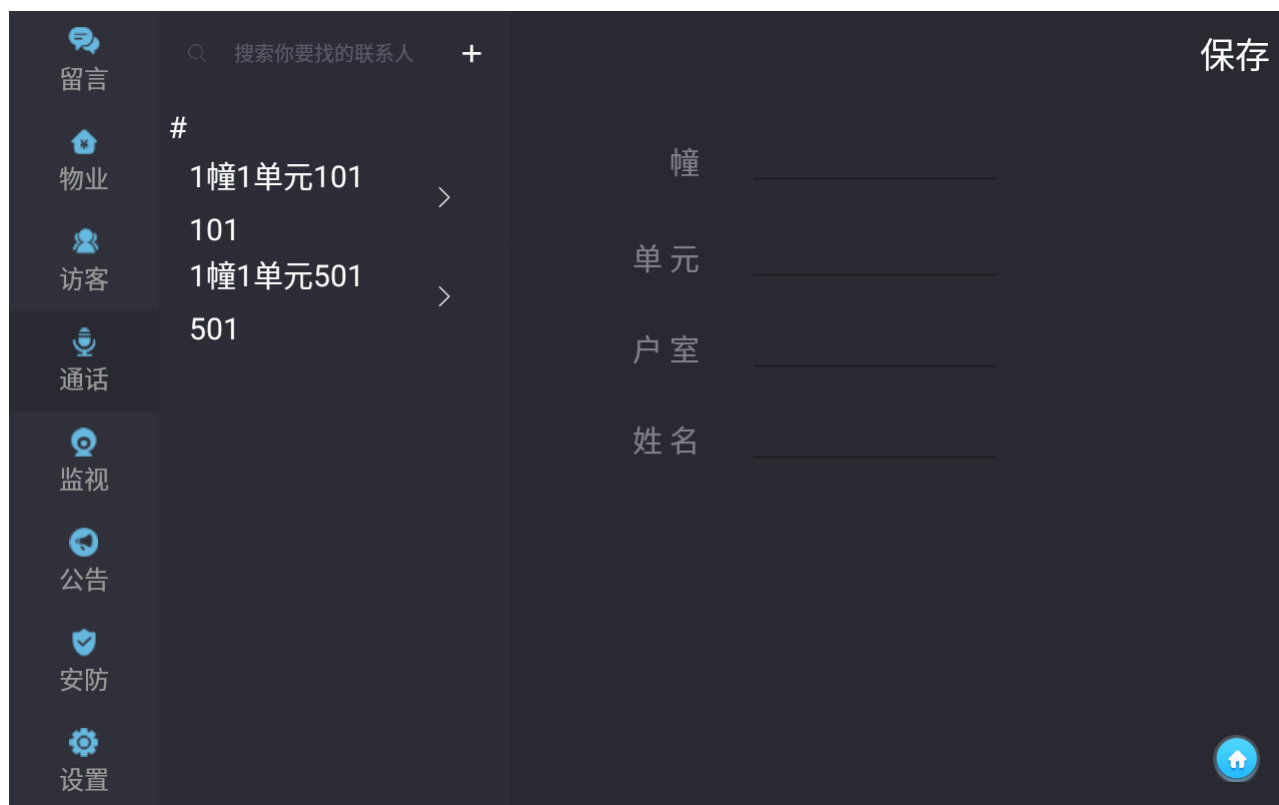 留言
物业
访客
通话
监视
公告
安防
设置
搜索你要找的联系人 +
#
1幢1单元101
101
1幢1单元501
501
保存
幢
单 元
户 室
姓 名